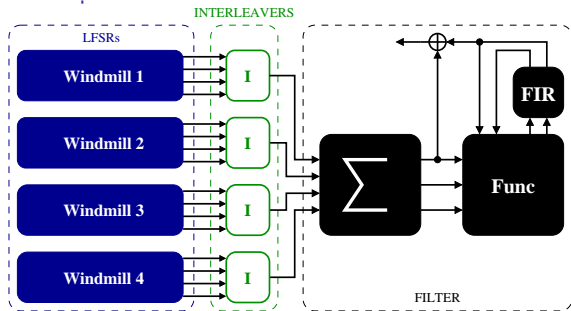 INTERLEAVERS
LFSRs
Windmill 1
I
FIR
Windmill 2
I
∑
Func
Windmill 3
I
Windmill 4
I
FILTER